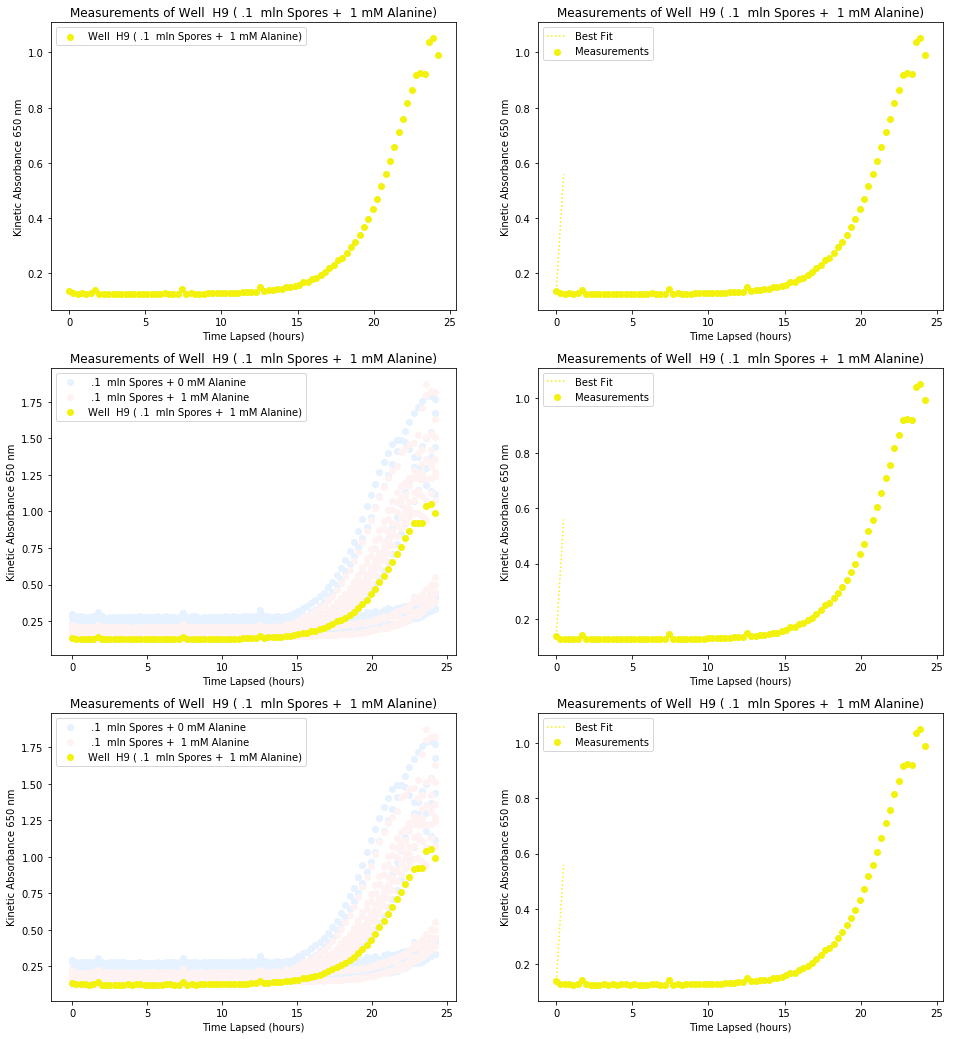 Measurements of Well  H9 ( .1  mln Spores +  1 mM Alanine)
Well  H9 ( .1  mln Spores +  1 mM Alanine)
Kinetic Absorbance 650 nm
1.0
0.8
0.6
0.4
0.2
0 5 10 15 20 25
Time Lapsed (hours)
Measurements of Well  H9 ( .1  mln Spores +  1 mM Alanine)
Best Fit
Measurements
Kinetic Absorbance 650 nm
1.0
0.8
0.6
0.4
0.2
0 5 10 15 20 25
Time Lapsed (hours)
Measurements of Well  H9 ( .1  mln Spores +  1 mM Alanine)
.1  mln Spores + 0 mM Alanine
.1  mln Spores +  1 mM Alanine
Well  H9 ( .1  mln Spores +  1 mM Alanine)
Kinetic Absorbance 650 nm
1.75
1.50
1.25
1.00
0.75
0.50
0.25
0 5 10 15 20 25
Time Lapsed (hours)
Measurements of Well  H9 ( .1  mln Spores +  1 mM Alanine)
Best Fit
Measurements
Kinetic Absorbance 650 nm
1.0
0.8
0.6
0.4
0.2
0 5 10 15 20 25
Time Lapsed (hours)
Measurements of Well  H9 ( .1  mln Spores +  1 mM Alanine)
.1  mln Spores + 0 mM Alanine
.1  mln Spores +  1 mM Alanine
Well  H9 ( .1  mln Spores +  1 mM Alanine)
Kinetic Absorbance 650 nm
1.75
1.50
1.25
1.00
0.75
0.50
0.25
0 5 10 15 20 25
Time Lapsed (hours)
Measurements of Well  H9 ( .1  mln Spores +  1 mM Alanine)
Best Fit
Measurements
Kinetic Absorbance 650 nm
1.0
0.8
0.6
0.4
0.2
0 5 10 15 20 25
Time Lapsed (hours)